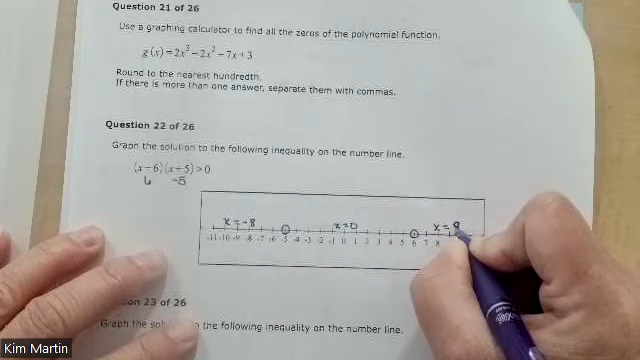 Question 21 of 26
Use a graphing calculator to find all the zeros of the polynomial function.
g(x)=2x³−2x²−7x+3
Round to the nearest hundredth.
If there is more than one answer, separate them with commas.
Question 22 of 26
Graph the solution to the following inequality on the number line.
(x−6)(x+5)>0
6 -5
x=-8 x=0 x=9
-11 -10 -9 -8 -7 -5 -4 -3 -2 -1 0 1 2 3 4 5 6 7 8
23 of 26
Graph the the following inequality on the number line.
Kim Martin